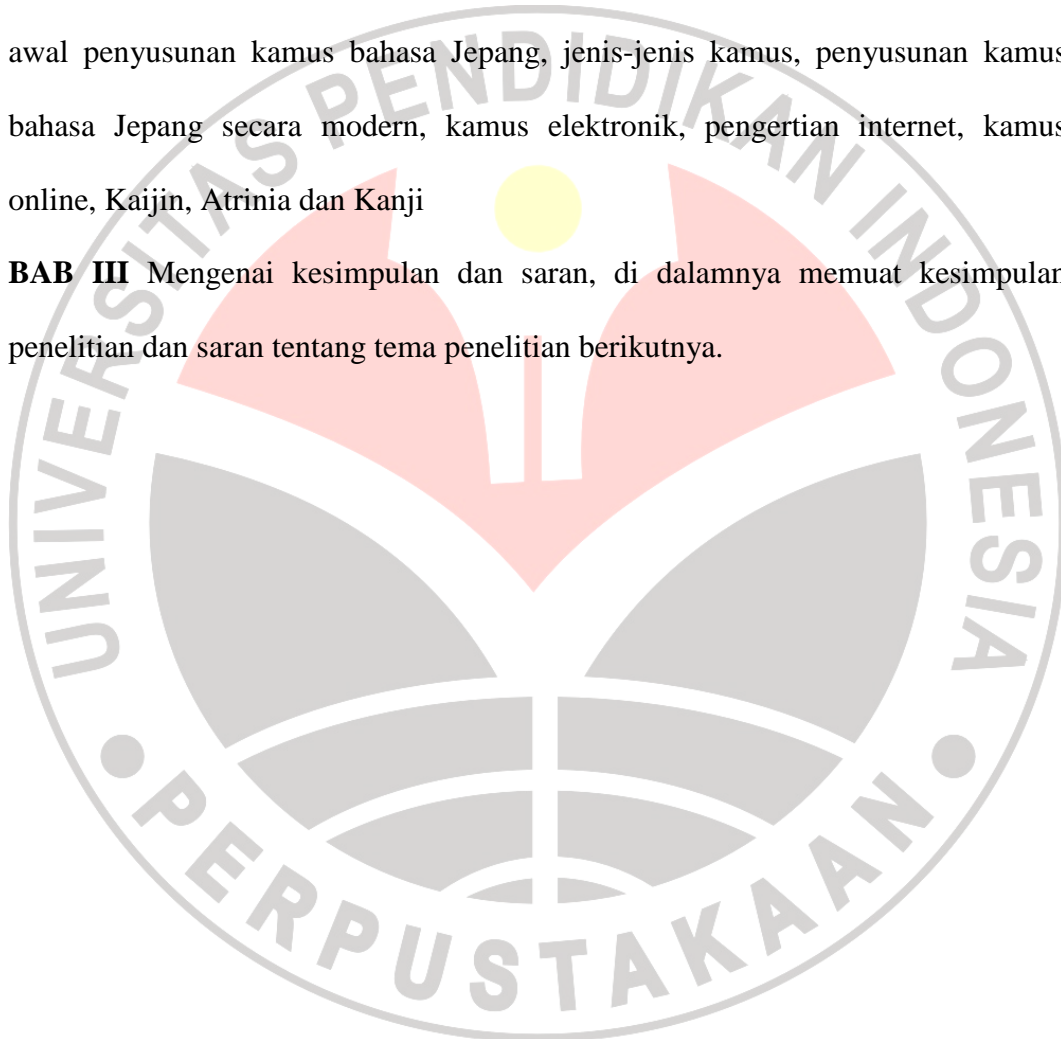 awal penyusunan kamus bahasa Jepang, jenis-jenis kamus, penyusunan kamus
bahasa Jepang secara modern, kamus elektronik, pengertian internet, kamus
online, Kaijin, Atrinia dan Kanji
BAB III Mengenai kesimpulan dan saran, di dalamnya memuat kesimpulan
penelitian dan saran tentang tema penelitian berikutnya.
UNIVERSITAS PENDIDIKAN INDONESIA
PERPUSTAKAAN